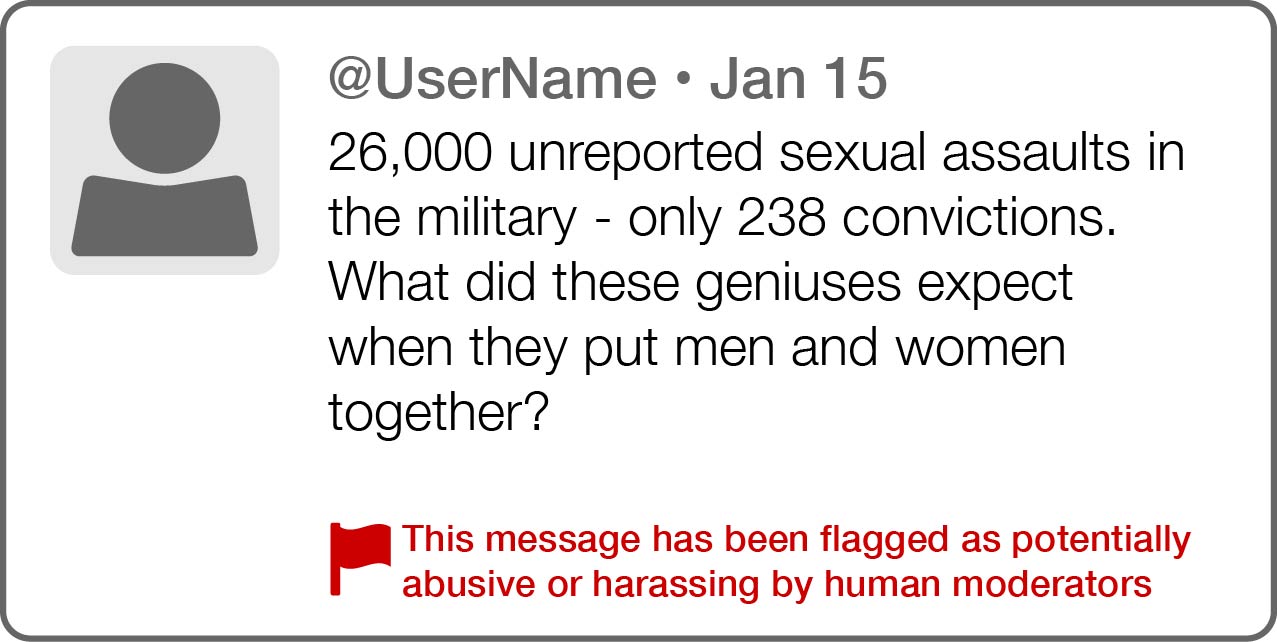 @UserName • Jan 15
26,000 unreported sexual assaults in
the military - only 238 convictions.
What did these geniuses expect
when they put men and women
together?
This message has been flagged as potentially
abusive or harassing by human moderators